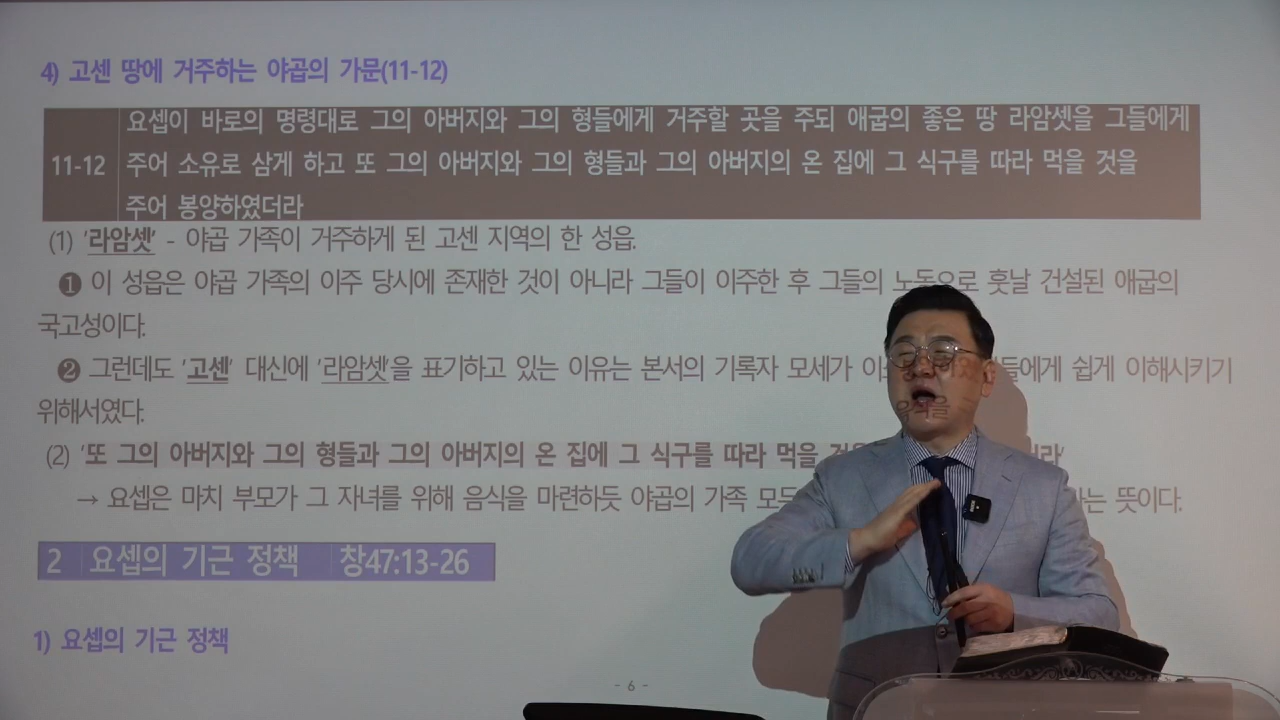 4) 고센 땅에 거주하는 야곱의 가문(11-12)
요셉이 바로의 명령대로 그의 아버지와 그의 형들에게 거주할 곳을 주되 애굽의 좋은 땅 라암셋을 그들에게
11-12 주어 소유로 삼게 하고 또 그의 아버지와 그의 형들과 그의 아버지의 온 집에 그 식구를 따라 먹을 것을
주어 봉양하였더라
(1) '라암셋' - 야곱 가족이 거주하게 된 고센 지역의 한 성읍.
❶ 이 성읍은 야곱 가족의 이주 당시에 존재한 것이 아니라 그들이 이주한 후 그들의 노동으로 훗날 건설된 애굽의
국고성이다.
❷ 그런데도 '고센' 대신에 '라암셋'을 표기하고 있는 이유는 본서의 기록자 모세가 쉽게 이해시키기
위해서였다.
(2) '또 그의 아버지와 그의 형들과 그의 아버지의 온 집에 그 식구를 따라 먹을
→ 요셉은 마치 부모가 그 자녀를 위해 음식을 마련하듯 야곱의 가족 뜻이다.
2 요셉의 기근 정책 창47:13-26
1) 요셉의 기근 정책
- 6 -